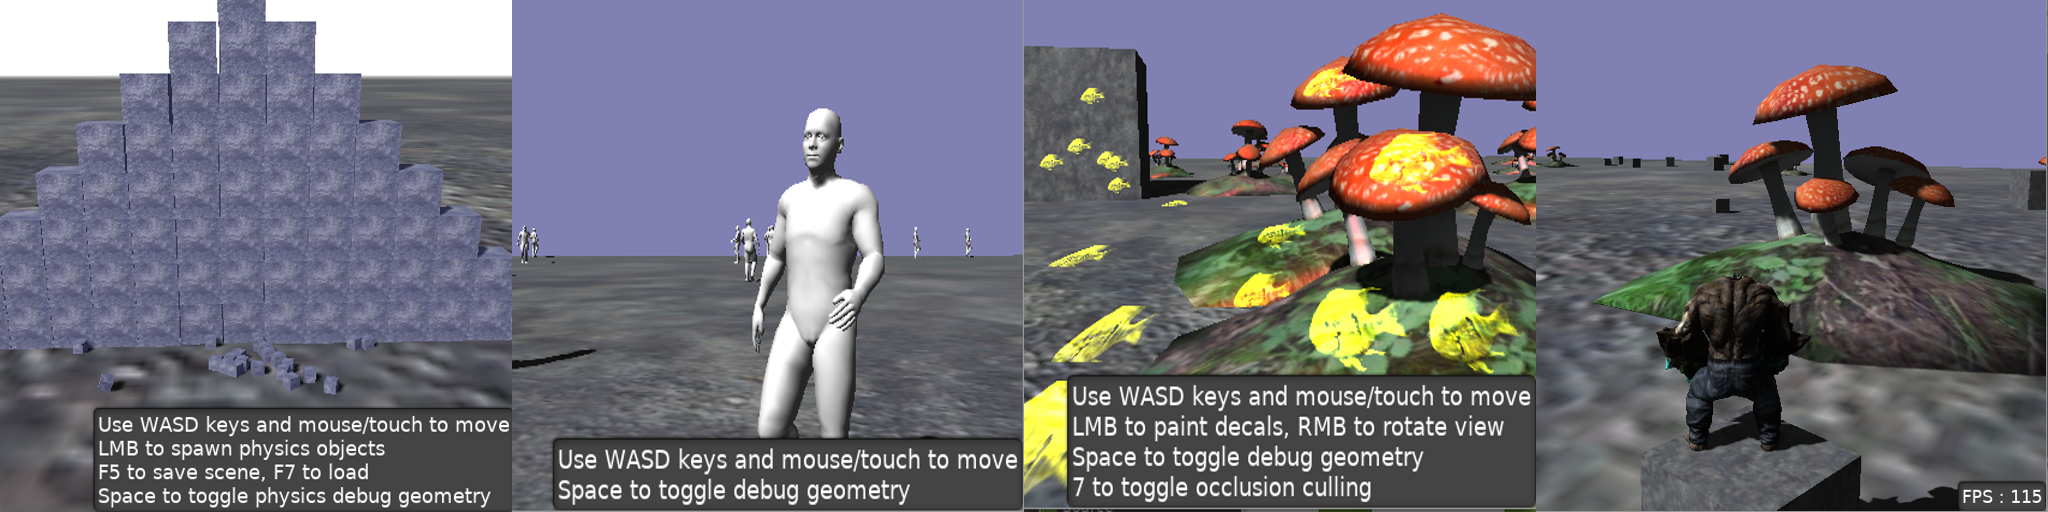 Use WASD keys and mouse/touch to move
LMB to spawn physics objects
F5 to save scene, F7 to load
Space to toggle physics debug geometry
Use WASD keys and mouse/touch to move
Space to toggle debug geometry
Use WASD keys and mouse/touch to move
LMB to paint decals, RMB to rotate view
Space to toggle debug geometry
7 to toggle occlusion culling
FPS : 115